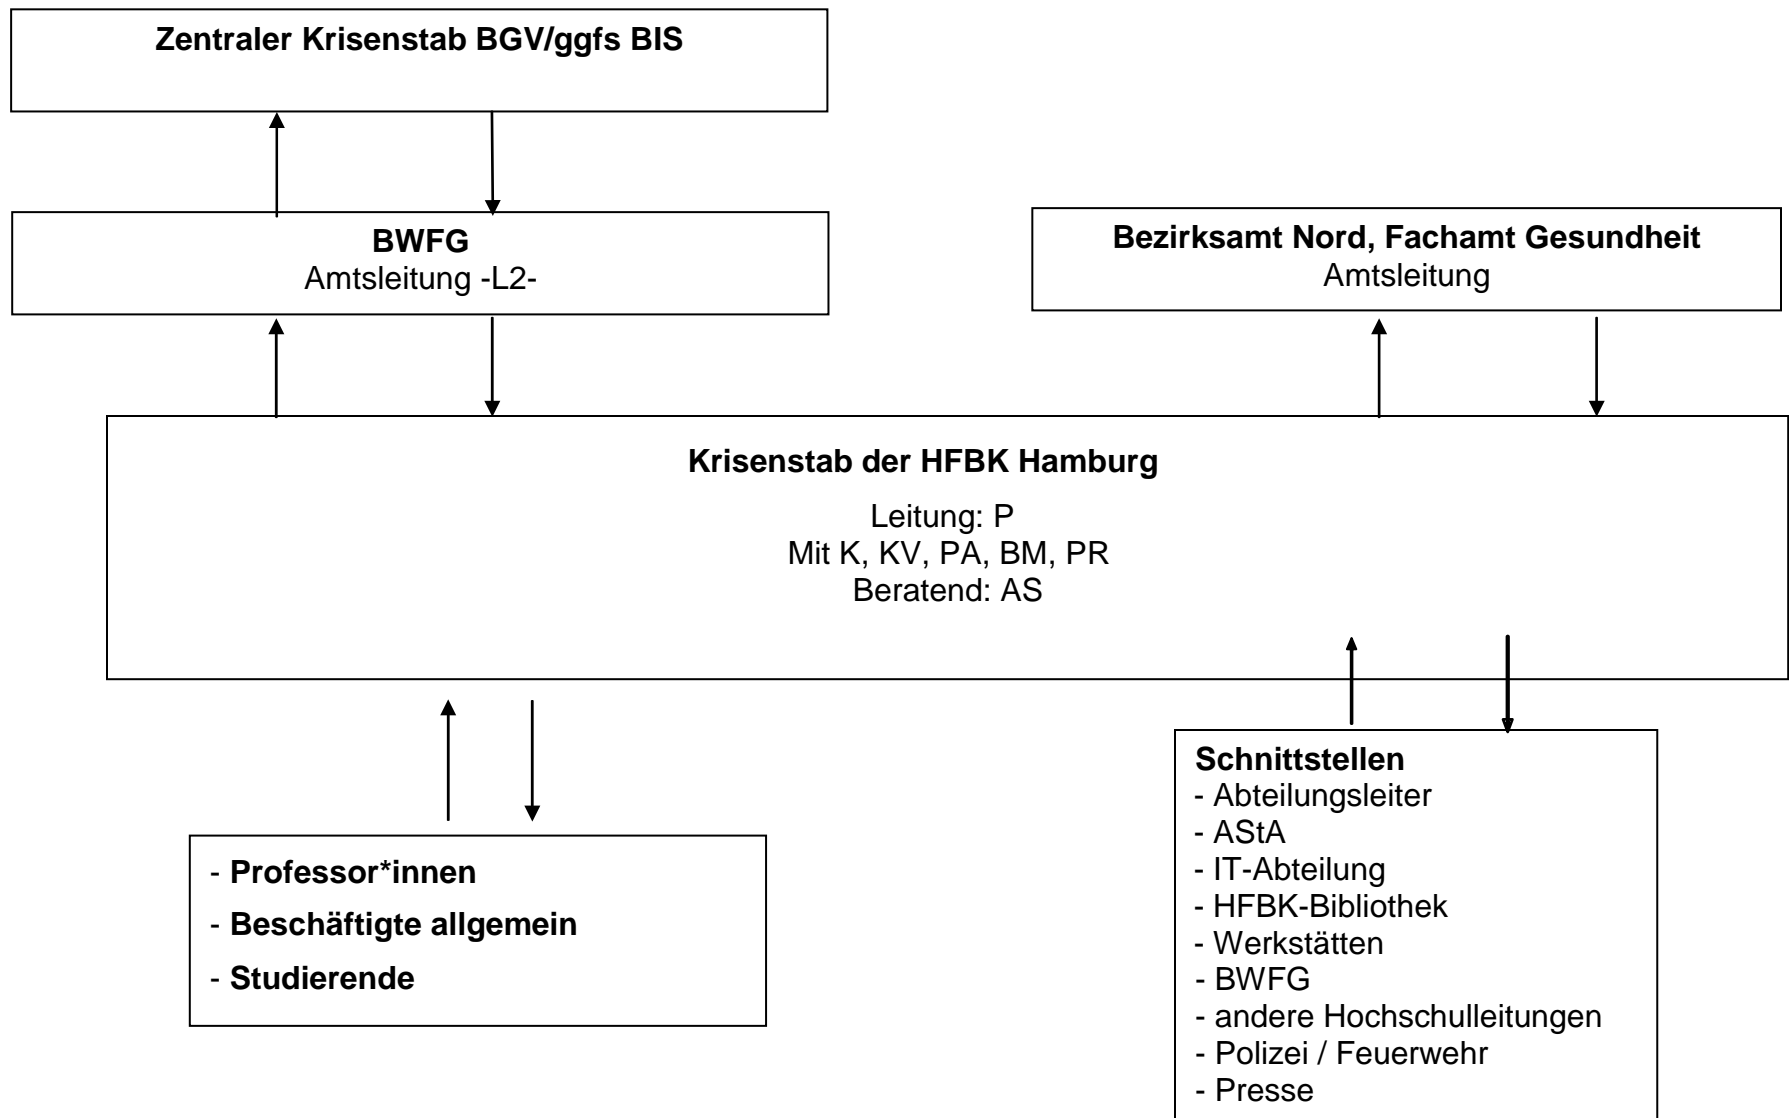 Zentraler Krisenstab BGV/ggfs BIS
BWFG
Amtsleitung -L2-
Bezirksamt Nord, Fachamt Gesundheit
Amtsleitung
Krisenstab der HFBK Hamburg
Leitung: P
Mit K, KV, PA, BM, PR
Beratend: AS
- Professor*innen
- Beschäftigte allgemein
- Studierende
Schnittstellen
- Abteilungsleiter
- AStA
- IT-Abteilung
- HFBK-Bibliothek
- Werkstätten
- BWFG
- andere Hochschulleitungen
- Polizei / Feuerwehr
- Presse